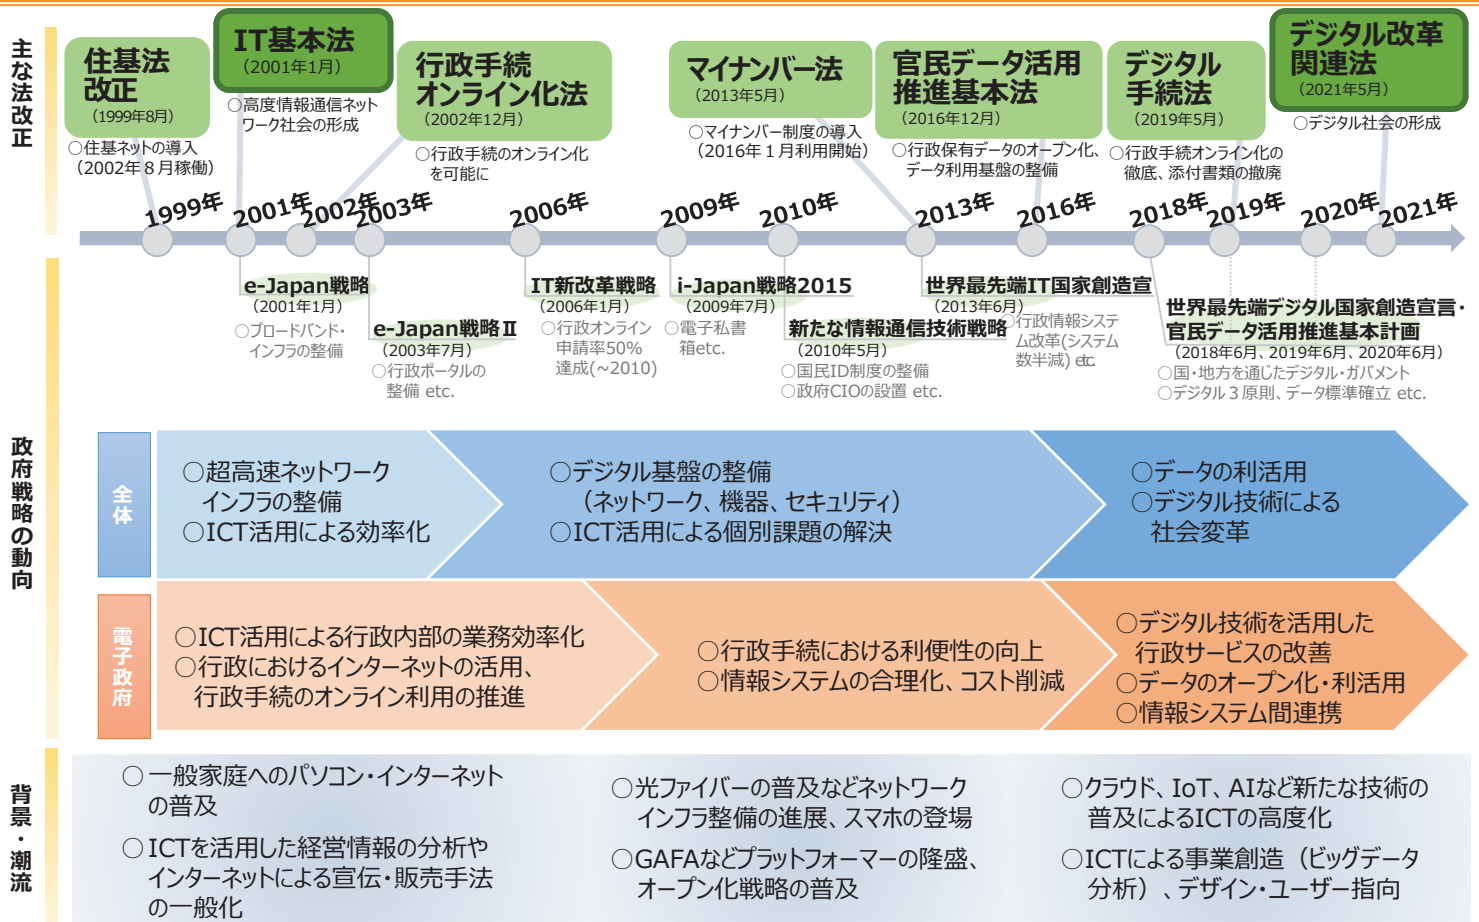 主な法改正
住基法
改正
（1999年8月）
○住基ネットの導入
（2002年８月稼働）
IT基本法
（2001年1月）
○高度情報通信ネット
ワーク社会の形成
行政手続
オンライン化法
（2002年12月）
○行政手続のオンライン化
を可能に
マイナンバー法
（2013年5月）
○マイナンバー制度の導入
（2016年１月利用開始）
官民データ活用
推進基本法
（2016年12月）
○行政保有データのオープン化、
データ利用基盤の整備
デジタル
手続法
（2019年5月）
○行政手続オンライン化の
徹底、添付書類の撤廃
デジタル改革
関連法
（2021年5月）
○デジタル社会の形成
1999年
2001年
2002年
2003年
2006年
2009年
2010年
2013年
2016年
2018年
2019年
2020年
2021年
政府戦略の動向
e-Japan戦略
（2001年1月）
○ブロードバンド・
インフラの整備
e-Japan戦略Ⅱ
（2003年7月）
○行政ポータルの
整備 etc.
IT新改革戦略
（2006年1月）
○行政オンライン
申請率50%
達成(~2010)
i-Japan戦略2015
（2009年7月）
○電子私書
箱etc.
新たな情報通信技術戦略
（2010年5月）
○国民ID制度の整備
○政府CIOの設置 etc.
世界最先端IT国家創造宣
（2013年6月）
○行政情報システ
ム改革(システム
数半減) etc.
世界最先端デジタル国家創造宣言・
官民データ活用推進基本計画
（2018年6月、2019年6月、2020年6月）
○国・地方を通じたデジタル・ガバメント
○デジタル３原則、データ標準確立 etc.
全体
○超高速ネットワーク
インフラの整備
○ICT活用による効率化
○デジタル基盤の整備
（ネットワーク、機器、セキュリティ）
○ICT活用による個別課題の解決
○データの利活用
○デジタル技術による
社会変革
電子政府
○ICT活用による行政内部の業務効率化
○行政におけるインターネットの活用、
行政手続のオンライン利用の推進
○行政手続における利便性の向上
○情報システムの合理化、コスト削減
○デジタル技術を活用した
行政サービスの改善
○データのオープン化・利活用
○情報システム間連携
背景・潮流
○一般家庭へのパソコン・インターネット
の普及
○ICTを活用した経営情報の分析や
インターネットによる宣伝・販売手法
の一般化
○光ファイバーの普及などネットワーク
インフラ整備の進展、スマホの登場
○GAFAなどプラットフォーマーの隆盛、
オープン化戦略の普及
○クラウド、IoT、AIなど新たな技術の
普及によるICTの高度化
○ICTによる事業創造（ビッグデータ
分析）、デザイン・ユーザー指向